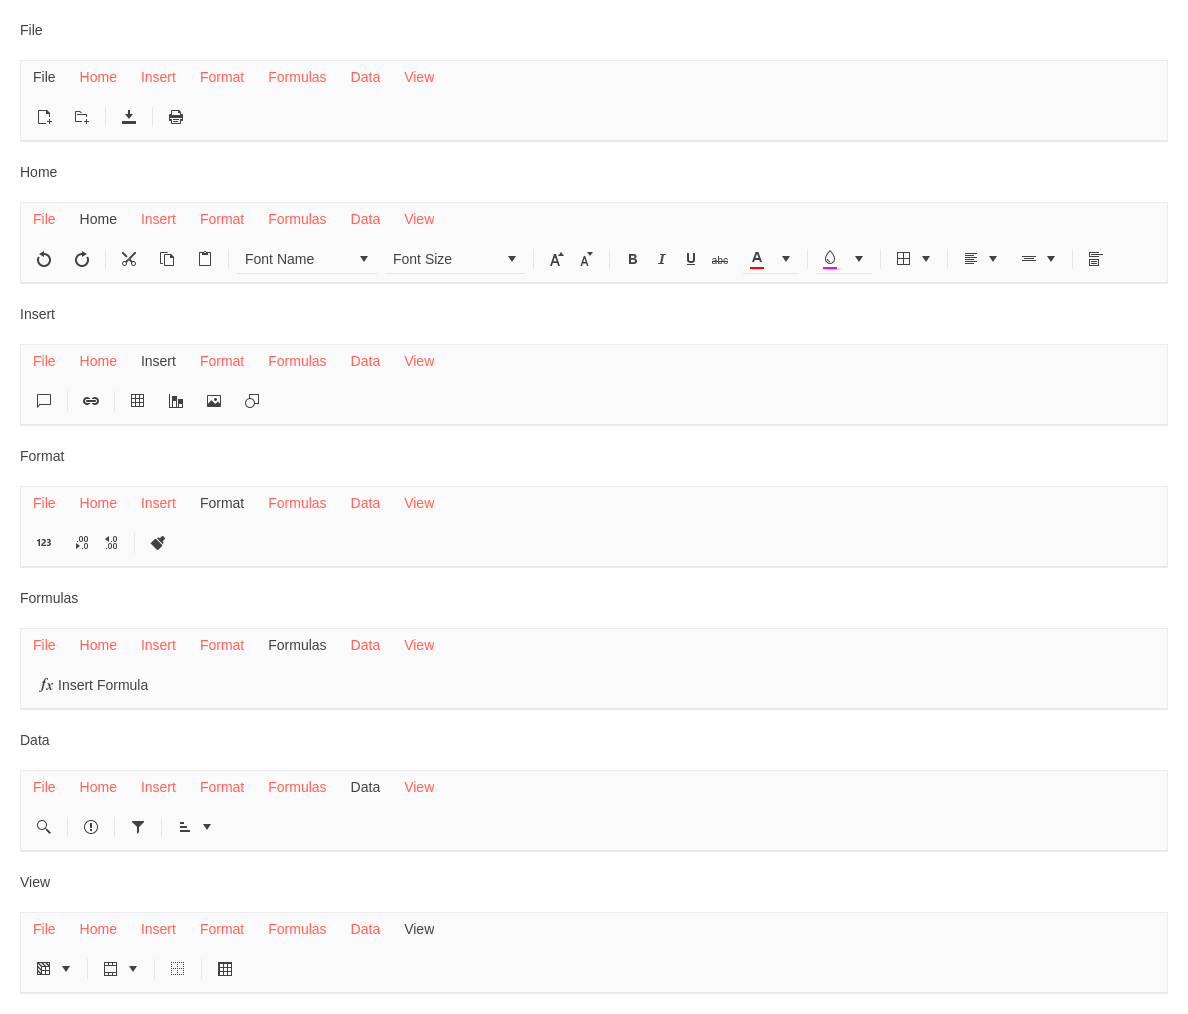 File
File Home Insert Format Formulas Data View
Home
File Home Insert Format Formulas Data View
Font Name Font Size A A B I U abc A
Insert
File Home Insert Format Formulas Data View
Format
File Home Insert Format Formulas Data View
123 .00 .0 .0 .00
Formulas
File Home Insert Format Formulas Data View
fx Insert Formula
Data
File Home Insert Format Formulas Data View
View
File Home Insert Format Formulas Data View